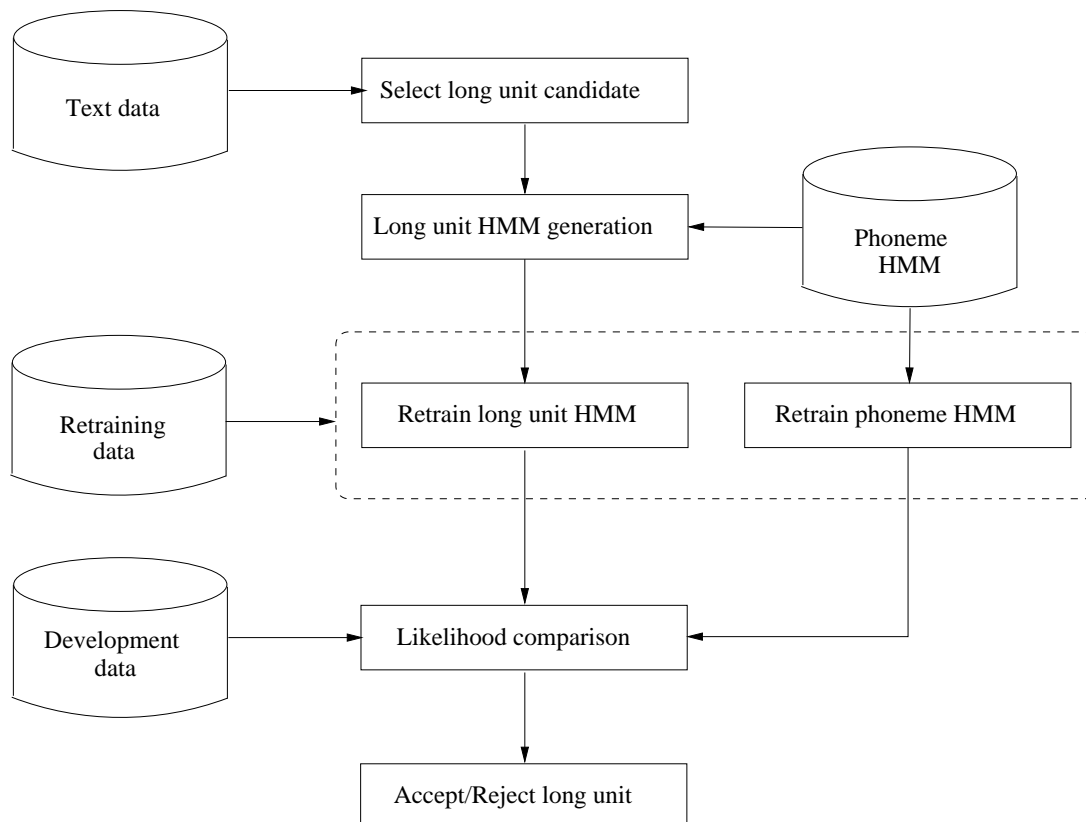 Text data
Select long unit candidate
Long unit HMM generation
Phoneme
HMM
Retraining
data
Retrain long unit HMM
Retrain phoneme HMM
Development
data
Likelihood comparison
Accept/Reject long unit